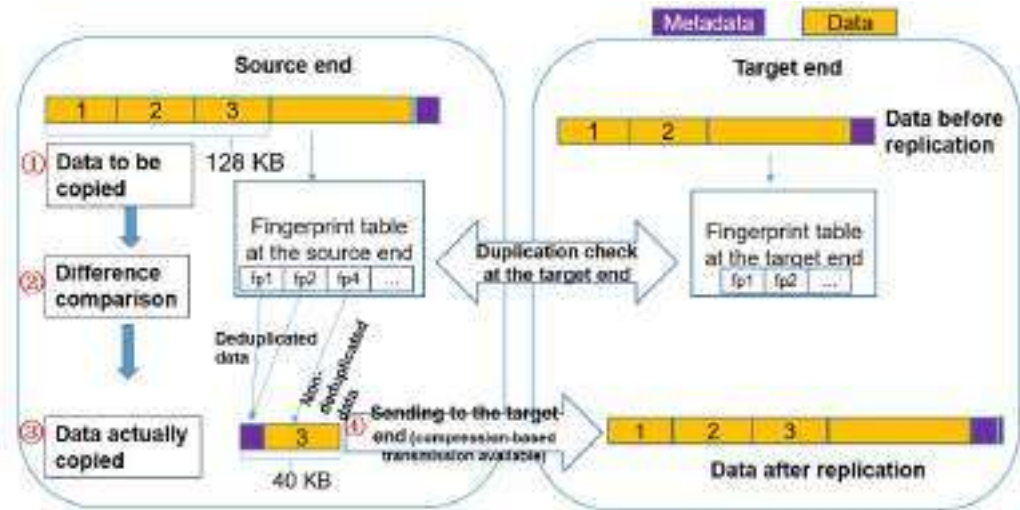 Metadata
Data
Source end
Target end
1 2 3
1 2
Data before
replication
① Data to be
copied
128 KB
Fingerprint table
at the source end
fp1 fp2 fp4 ...
Duplication check
at the target end
Fingerprint table
at the target end
fp1 fp2 ...
② Difference
comparison
Deduplicated
data
Non-
deduplicated
data
③ Data actually
copied
3
40 KB
④ Sending to the target
end (compression-based
transmission available)
1 2 3
Data after replication